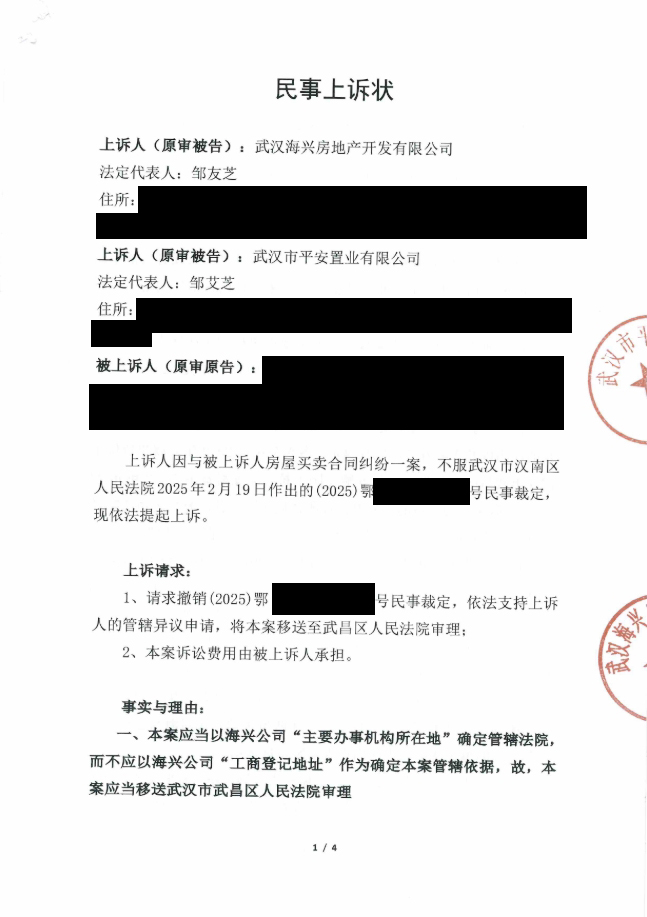 民事上诉状
上诉人（原审被告）：武汉海兴房地产开发有限公司
法定代表人：邹友芝
住所：
上诉人（原审被告）：武汉市平安置业有限公司
法定代表人：邹艾芝
住所：
被上诉人（原审原告）：
上诉人因与被上诉人房屋买卖合同纠纷一案，不服武汉市汉南区
人民法院2025年2月19日作出的(2025)鄂 号民事裁定，
现依法提起上诉。
上诉请求：
1、请求撤销(2025)鄂 号民事裁定，依法支持上诉
人的管辖异议申请，将本案移送至武昌区人民法院审理；
2、本案诉讼费用由被上诉人承担。
事实与理由：
一、本案应当以海兴公司“主要办事机构所在地”确定管辖法院，
而不应以海兴公司“工商登记地址”作为确定本案管辖依据，故，本
案应当移送武汉市武昌区人民法院审理
武汉市
武汉海兴
1 / 4